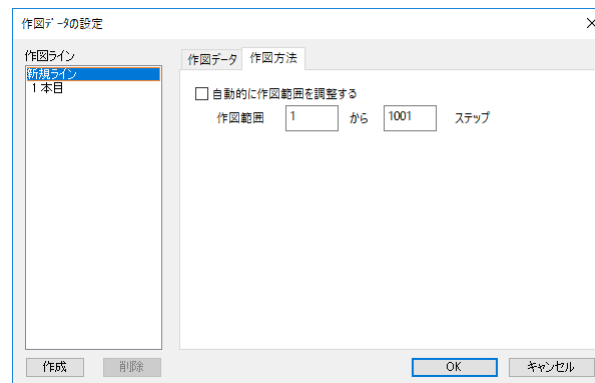 作図ﾃﾞｰﾀの設定
作図ライン
新規ライン
1 本目
作図データ
作図方法
自動的に作図範囲を調整する
作図範囲 1 から 1001 ステップ
作成
削除
OK
キャンセル